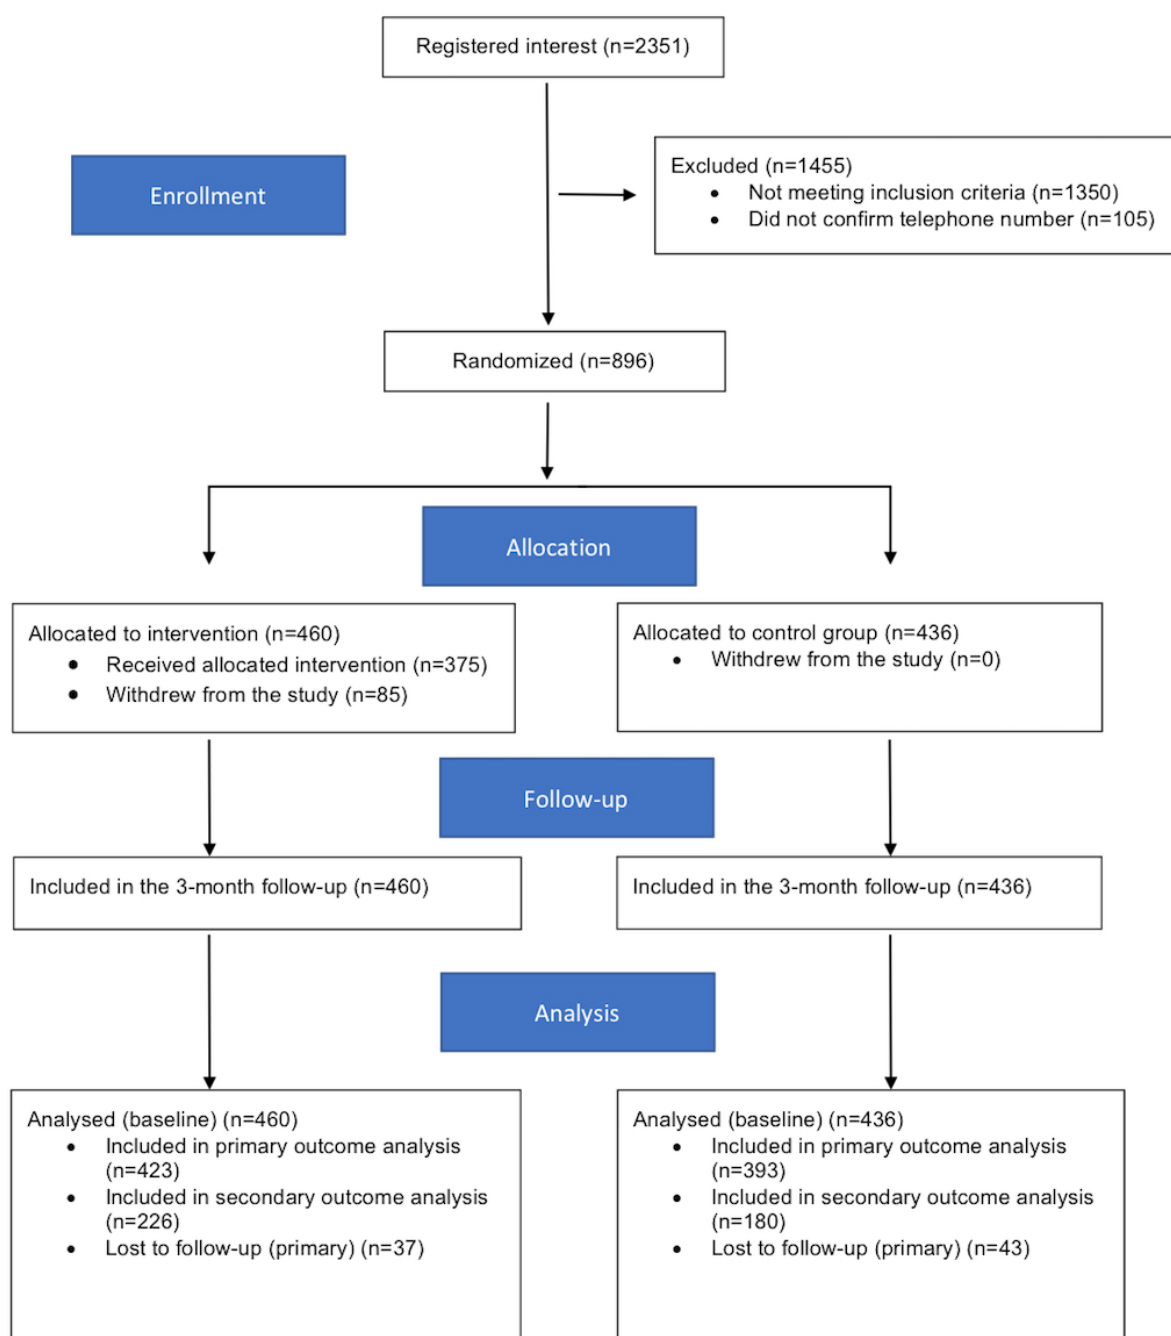 Registered interest (n=2351)
Enrollment
Excluded (n=1455)
• Not meeting inclusion criteria (n=1350)
• Did not confirm telephone number (n=105)
Randomized (n=896)
Allocation
Allocated to intervention (n=460)
• Received allocated intervention (n=375)
• Withdrew from the study (n=85)
Allocated to control group (n=436)
• Withdrew from the study (n=0)
Follow-up
Included in the 3-month follow-up (n=460)
Included in the 3-month follow-up (n=436)
Analysis
Analysed (baseline) (n=460)
• Included in primary outcome analysis
(n=423)
• Included in secondary outcome analysis
(n=226)
• Lost to follow-up (primary) (n=37)
Analysed (baseline) (n=436)
• Included in primary outcome analysis
(n=393)
• Included in secondary outcome analysis
(n=180)
• Lost to follow-up (primary) (n=43)